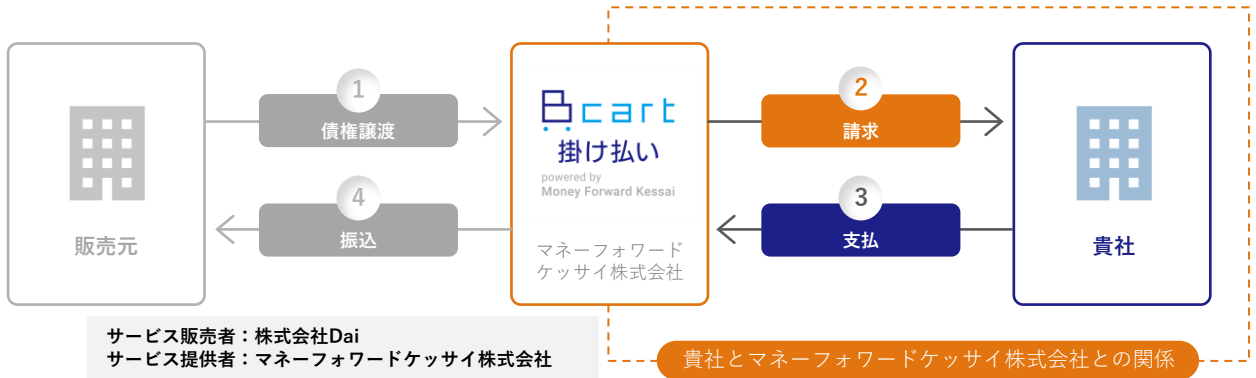 販売元
1
債権譲渡
4
振込
Bcart
掛け払い
powered by
Money Forward Kessai
マネーフォワード
ケッサイ株式会社
2
請求
3
支払
貴社
サービス販売者：株式会社Dai
サービス提供者：マネーフォワードケッサイ株式会社
貴社とマネーフォワードケッサイ株式会社との関係